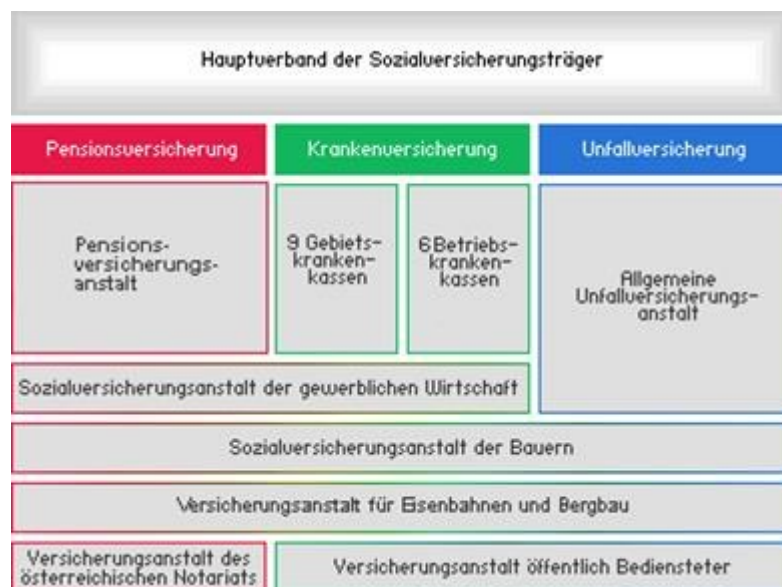 Hauptverband der Sozialversicherungsträger
Pensionsversicherung
Krankenversicherung
Unfallversicherung
Pensions-
versicherungs-
anstalt
9 Gebiets-
kranken-
kassen
6 Betriebs-
kranken-
kassen
Allgemeine
Unfallversicherungs-
anstalt
Sozialversicherungsanstalt der gewerblichen Wirtschaft
Sozialversicherungsanstalt der Bauern
Versicherungsanstalt für Eisenbahnen und Bergbau
Versicherungsanstalt des
österreichischen Notariats
Versicherungsanstalt öffentlich Bediensteter